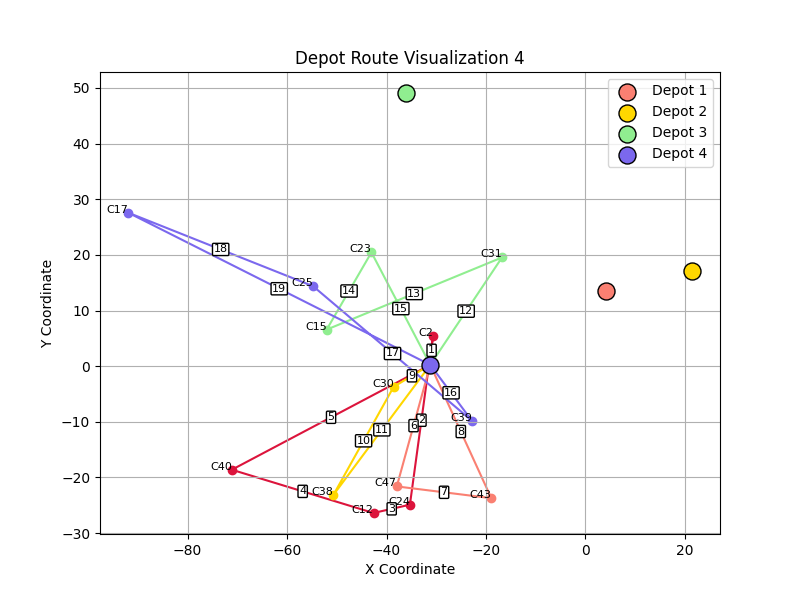 Depot Route Visualization 4
Depot 1
Depot 2
Depot 3
Depot 4
Y Coordinate
50
40
30
20
10
0
−10
−20
−30
C17
18
C25
19
C23
C31
14
13
15
12
C15
C2
1
17
9
C30
16
5
C39
2
6
11
8
10
C40
C47
4
C38
7
C43
C24
C12
3
−80
−60
−40
−20
0
20
X Coordinate